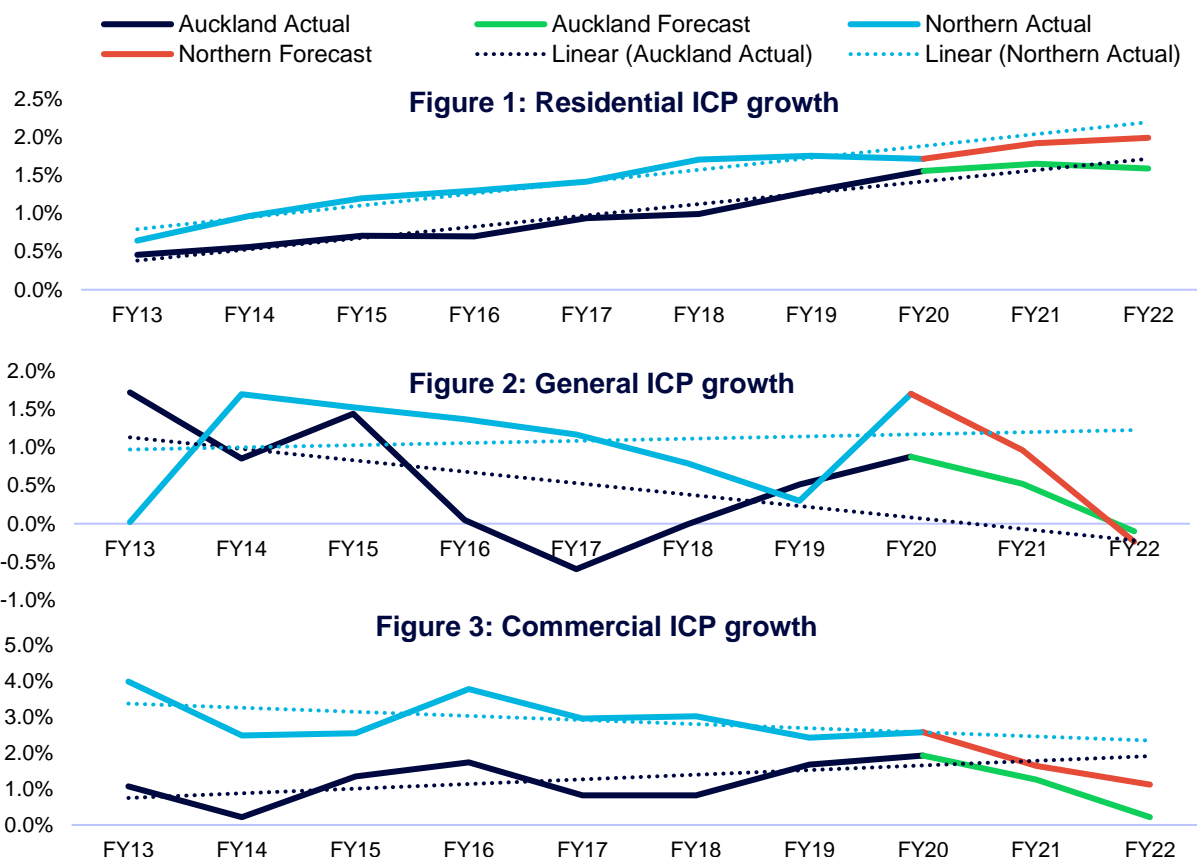 Auckland Actual Auckland Forecast Northern Actual
Northern Forecast Linear (Auckland Actual) Linear (Northern Actual)
Figure 1: Residential ICP growth
2.5%
2.0%
1.5%
1.0%
0.5%
0.0%
FY13 FY14 FY15 FY16 FY17 FY18 FY19 FY20 FY21 FY22
Figure 2: General ICP growth
2.0%
1.5%
1.0%
0.5%
0.0%
-0.5%
-1.0%
FY13 FY14 FY15 FY16 FY17 FY18 FY19 FY20 FY21 FY22
Figure 3: Commercial ICP growth
5.0%
4.0%
3.0%
2.0%
1.0%
0.0%
FY13 FY14 FY15 FY16 FY17 FY18 FY19 FY20 FY21 FY22